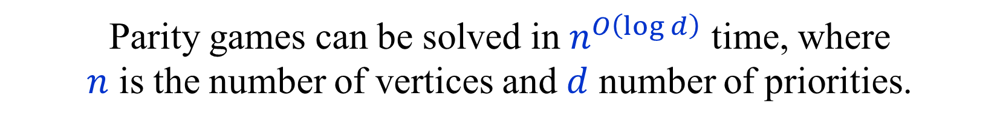 Parity games can be solved in n^{O(log d)} time, where
n is the number of vertices and d number of priorities.